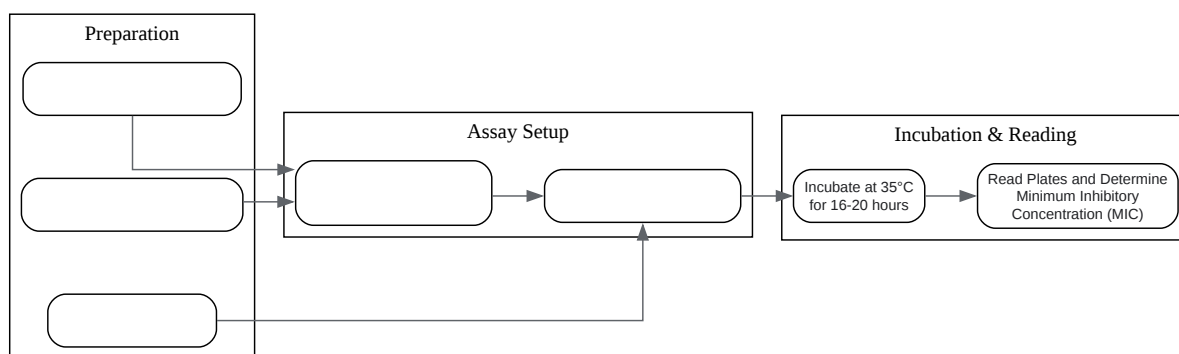 Preparation
Assay Setup
Incubation & Reading
Incubate at 35°C
for 16-20 hours
Read Plates and Determine
Minimum Inhibitory
Concentration (MIC)